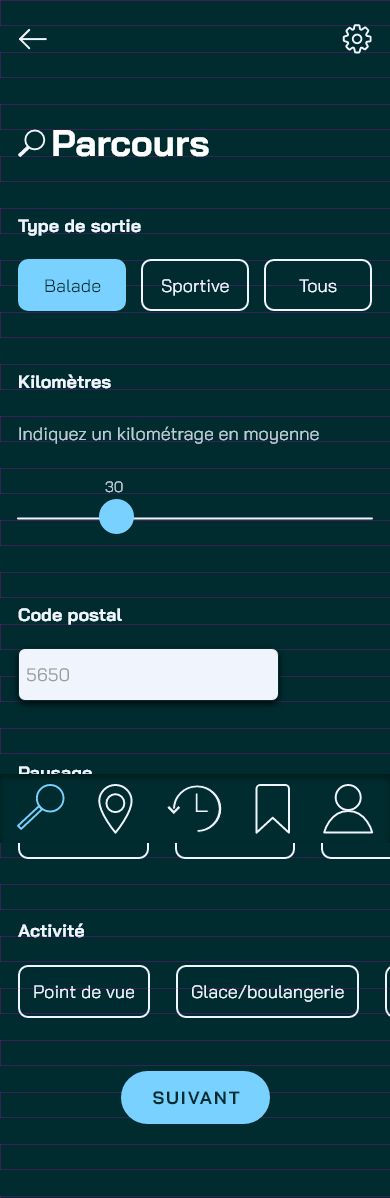 Parcours
Type de sortie
Balade Sportive Tous
Kilomètres
Indiquez un kilométrage en moyenne
30
Code postal
5650
Paysage
Activité
Point de vue Glace/boulangerie
SUIVANT